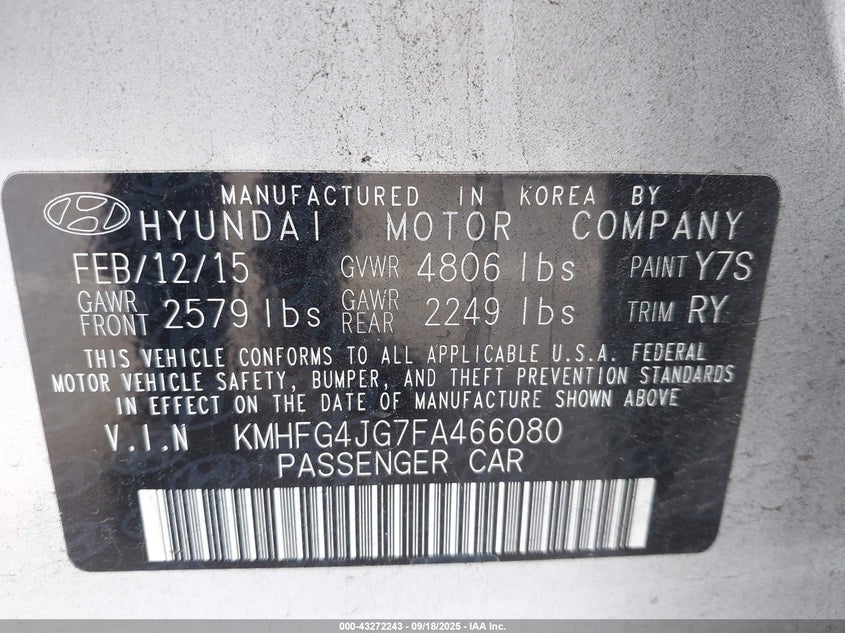 MANUFACTURED IN KOREA BY
HYUNDAI MOTOR COMPANY
FEB/12/15 GVWR 4806 lbs PAINT Y7S
GAWR FRONT 2579 lbs GAWR REAR 2249 lbs TRIM RY
THIS VEHICLE CONFORMS TO ALL APPLICABLE U.S.A. FEDERAL
MOTOR VEHICLE SAFETY, BUMPER, AND THEFT PREVENTION STANDARDS
IN EFFECT ON THE DATE OF MANUFACTURE SHOWN ABOVE
V.I.N KMHFG4JG7FA466080
PASSENGER CAR
000-43272243 - 09/18/2025 - IAA Inc.